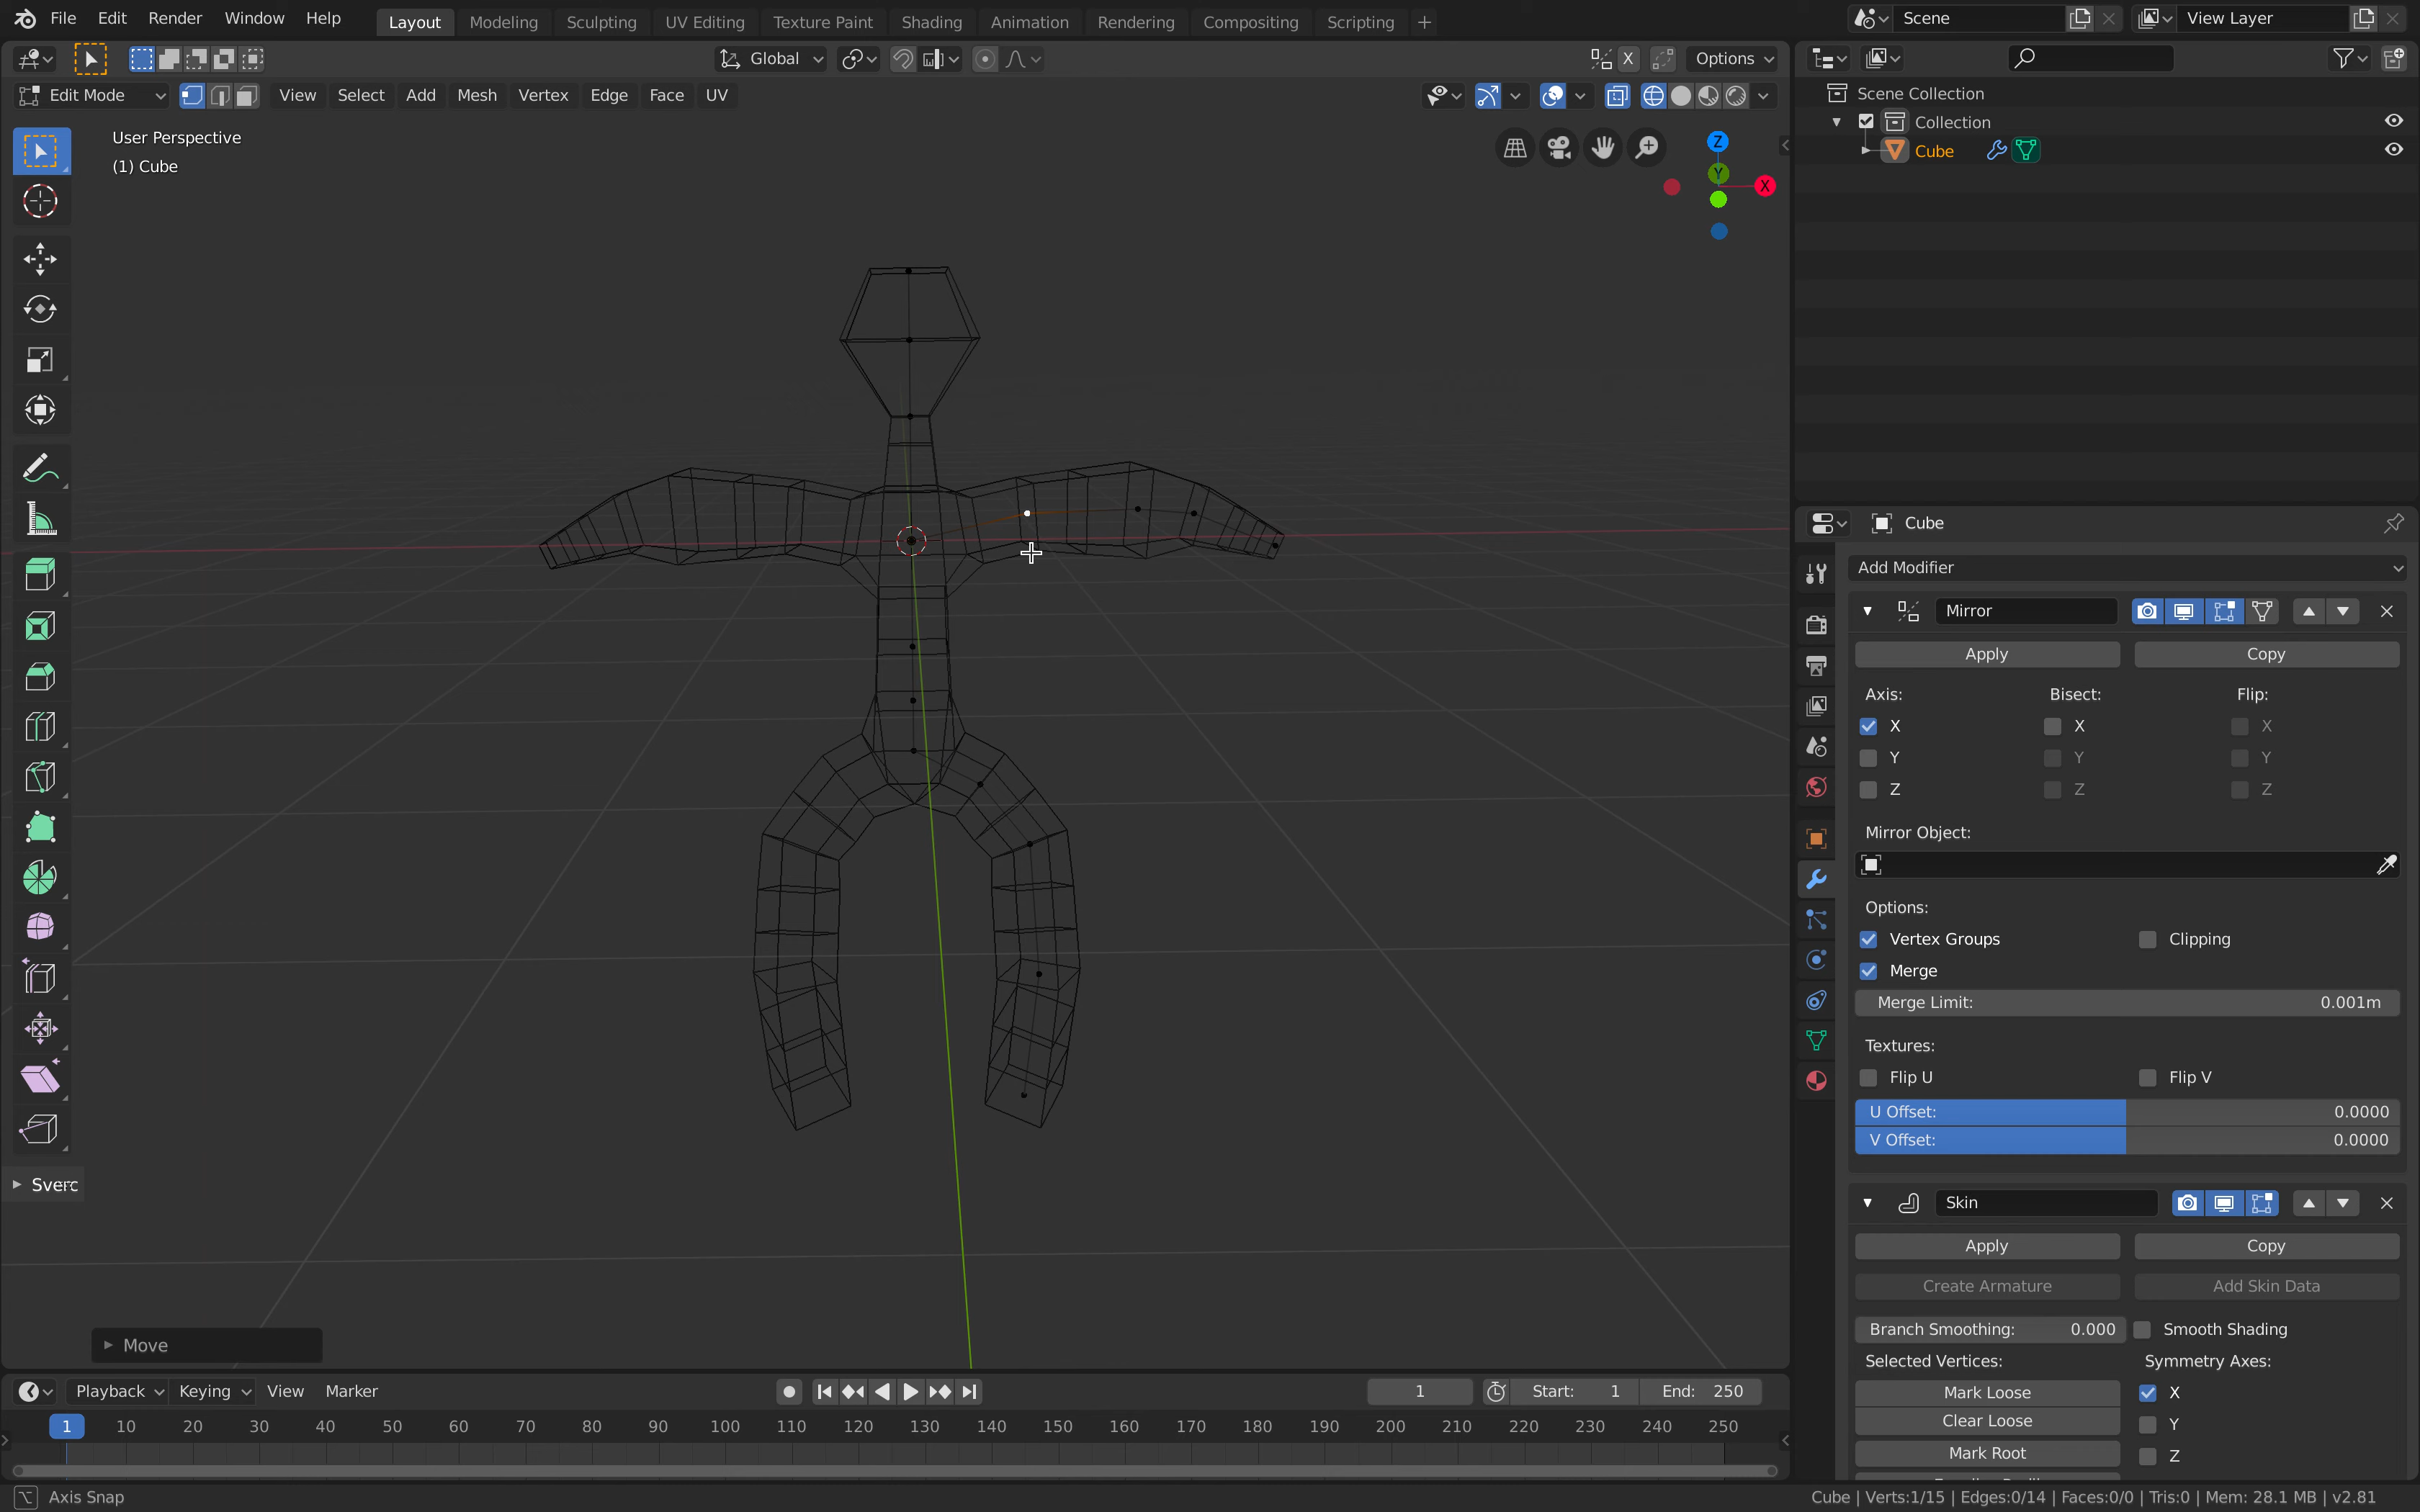 File Edit Render Window Help Layout Modeling Sculpting UV Editing Texture Paint Shading Animation Rendering Compositing Scripting + Scene View Layer
Global X Options
Edit Mode View Select Add Mesh Vertex Edge Face UV
User Perspective
(1) Cube
Z
Y
X
Sverc
Move
Scene Collection
Collection
Cube
Cube
Add Modifier
Mirror
Apply Copy
Axis: Bisect: Flip:
X X X
Y Y Y
Z Z Z
Mirror Object:
Options:
Vertex Groups Clipping
Merge
Merge Limit: 0.001m
Textures:
Flip U Flip V
U Offset: 0.0000
V Offset: 0.0000
Skin
Apply Copy
Create Armature Add Skin Data
Branch Smoothing: 0.000 Smooth Shading
Selected Vertices: Symmetry Axes:
Mark Loose X
Clear Loose Y
Mark Root Z
Playback Keying View Marker 1 Start: 1 End: 250
1 10 20 30 40 50 60 70 80 90 100 110 120 130 140 150 160 170 180 190 200 210 220 230 240 250
Axis Snap
Cube | Verts:1/15 | Edges:0/14 | Faces:0/0 | Tris:0 | Mem: 28.1 MB | v2.81